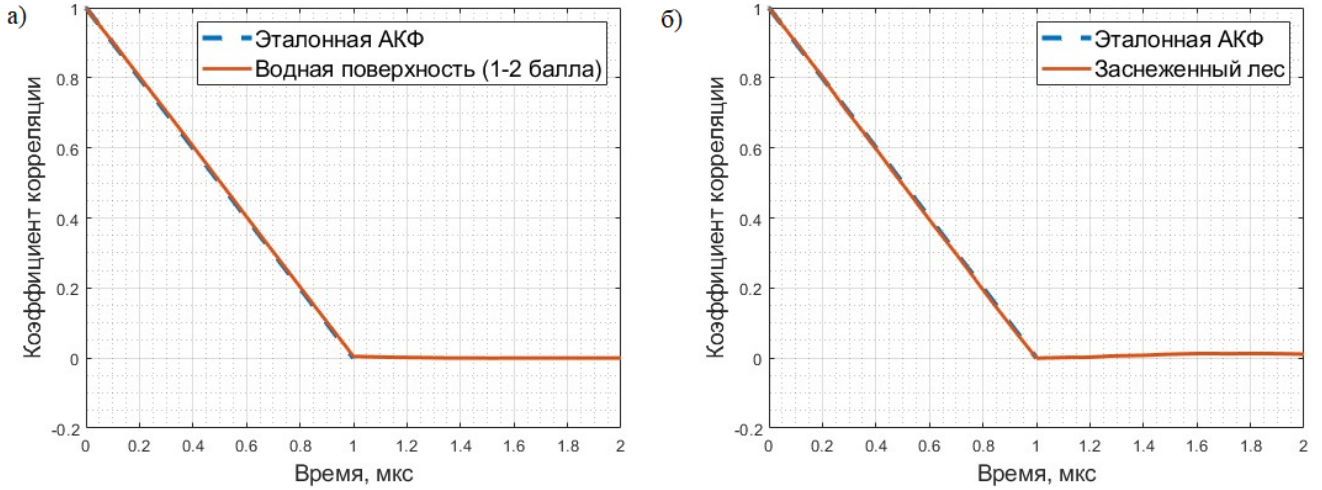 а)
Эталонная АКФ
Водная поверхность (1-2 балла)
Коэффициент корреляции
1
0.8
0.6
0.4
0.2
0
-0.2
0 0.2 0.4 0.6 0.8 1 1.2 1.4 1.6 1.8 2
Время, мкс
б)
Эталонная АКФ
Заснеженный лес
Коэффициент корреляции
1
0.8
0.6
0.4
0.2
0
-0.2
0 0.2 0.4 0.6 0.8 1 1.2 1.4 1.6 1.8 2
Время, мкс